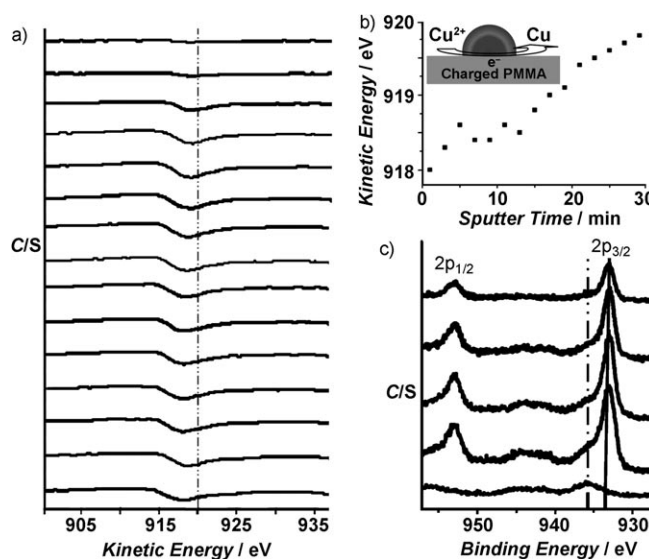 a)
C/S
905 915 925 935
Kinetic Energy / eV
b)
Kinetic Energy / eV
920
919
918
Cu²⁺ Cu
e⁻
Charged PMMA
0 10 20 30
Sputter Time / min
c)
2p₁/₂ 2p₃/₂
C/S
950 940 930
Binding Energy / eV